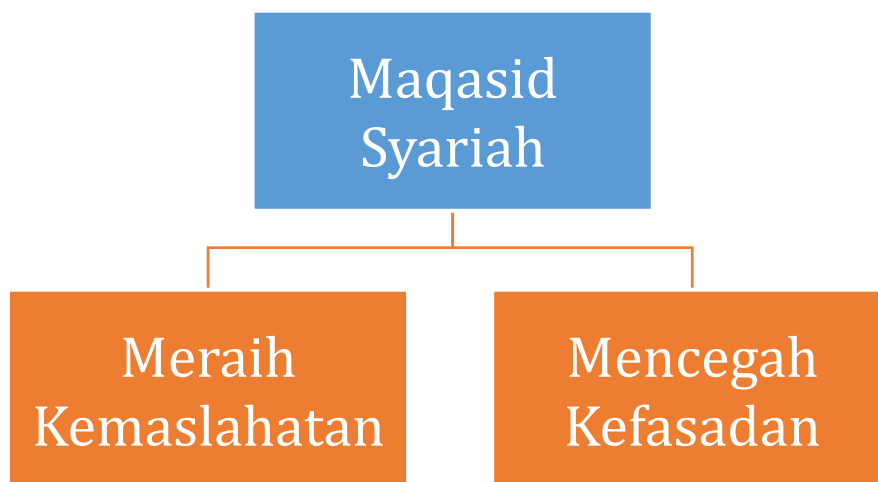 Maqasid
Syariah
Meraih
Kemaslahatan
Mencegah
Kefasadan